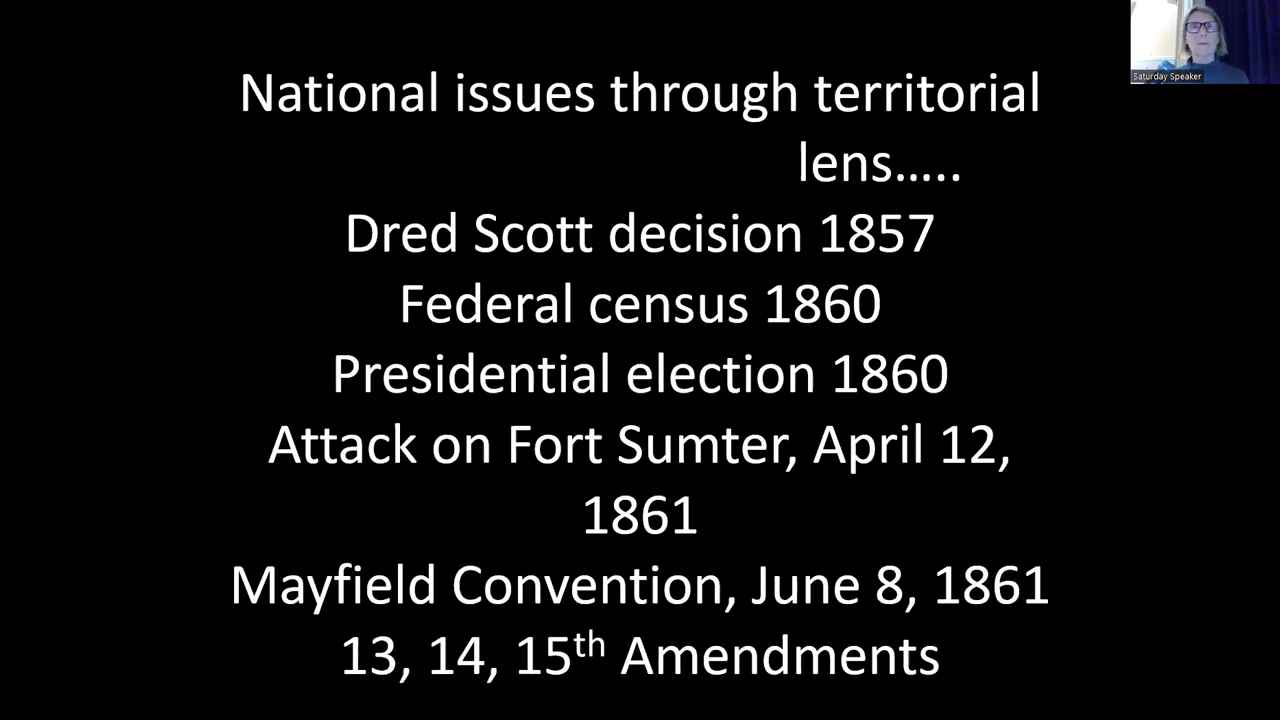 National issues through territorial
lens…..
Dred Scott decision 1857
Federal census 1860
Presidential election 1860
Attack on Fort Sumter, April 12,
1861
Mayfield Convention, June 8, 1861
13, 14, 15th Amendments
Saturday Speaker